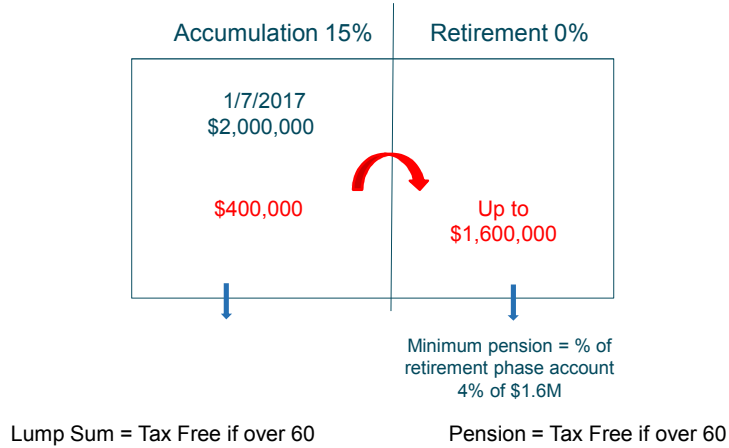 Accumulation 15%
Retirement 0%
1/7/2017
$2,000,000
$400,000
Up to
$1,600,000
Minimum pension = % of
retirement phase account
4% of $1.6M
Lump Sum = Tax Free if over 60
Pension = Tax Free if over 60